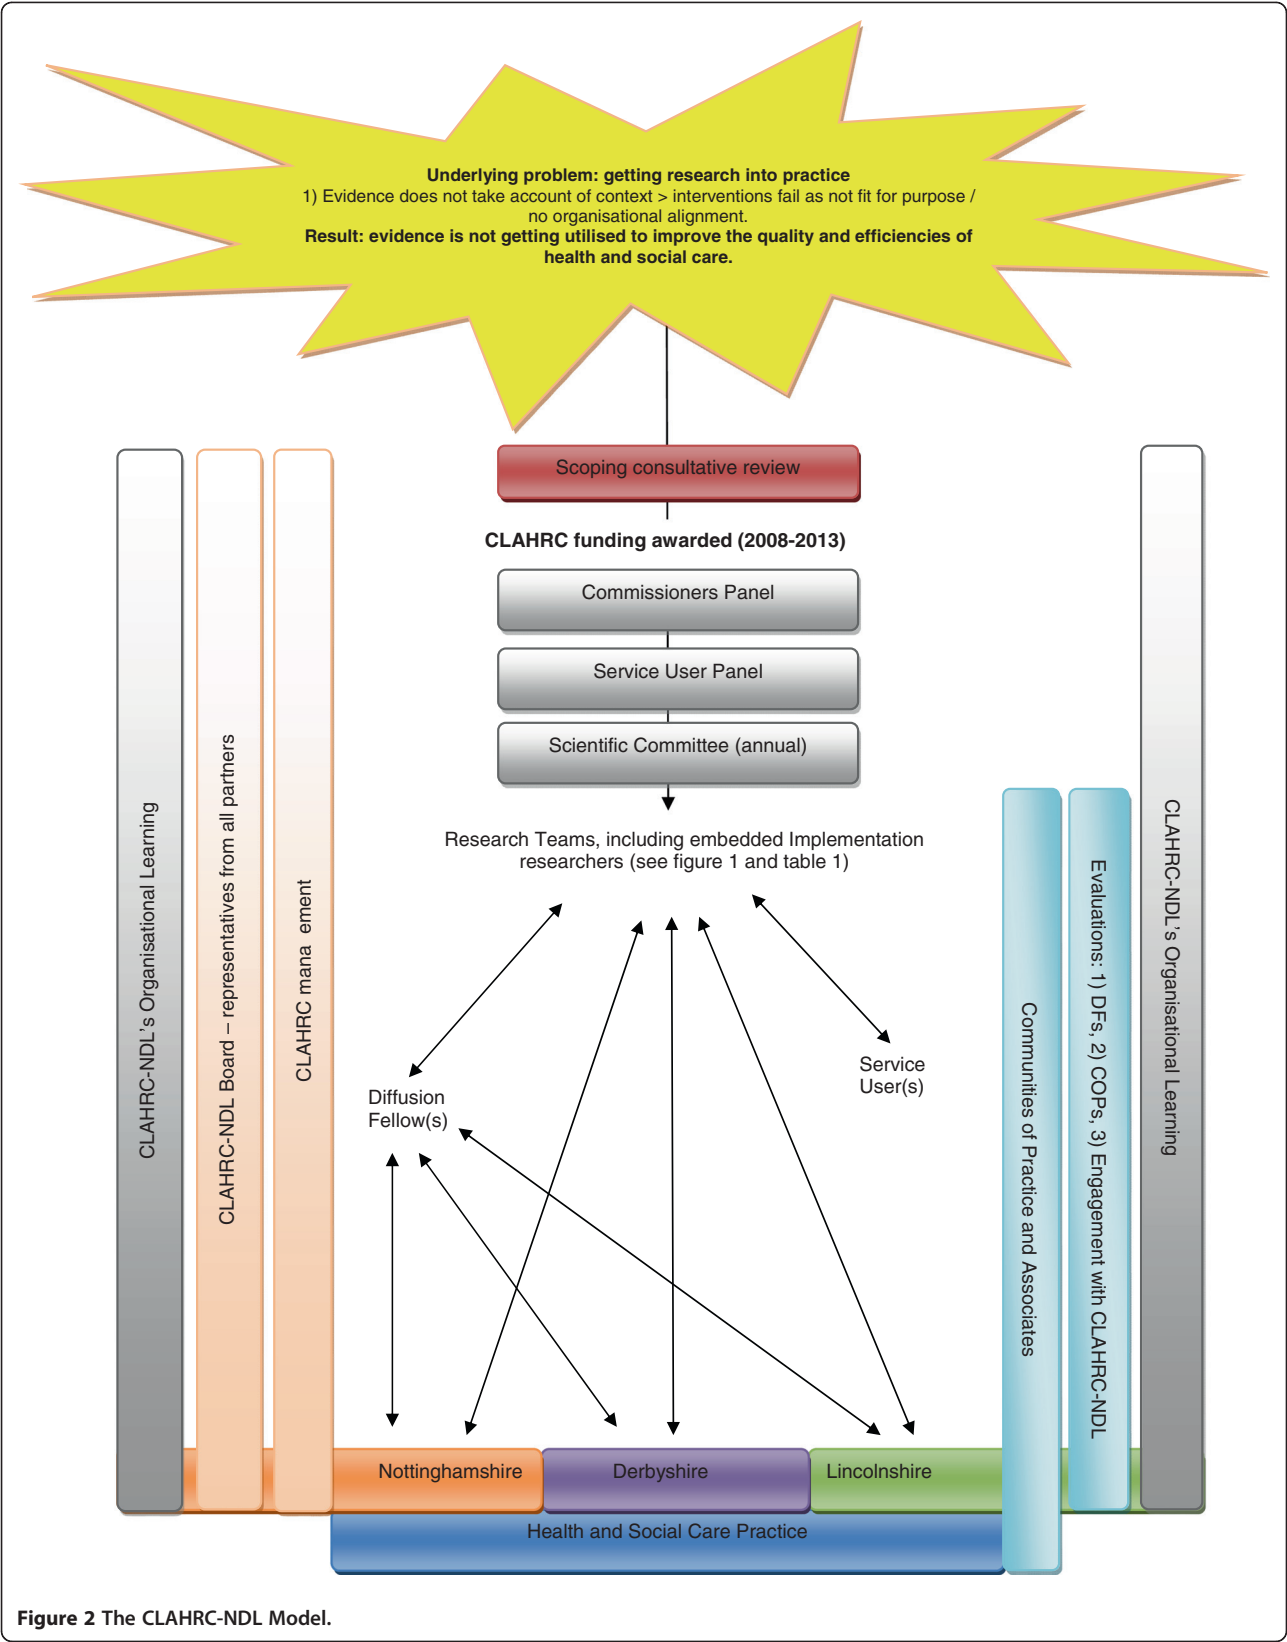 Underlying problem: getting research into practice
1) Evidence does not take account of context > interventions fail as not fit for purpose /
no organisational alignment.
Result: evidence is not getting utilised to improve the quality and efficiencies of
health and social care.
Scoping consultative review
CLAHRC funding awarded (2008-2013)
Commissioners Panel
Service User Panel
Scientific Committee (annual)
Research Teams, including embedded Implementation
researchers (see figure 1 and table 1)
CLAHRC-NDL's Organisational Learning
CLAHRC-NDL Board – representatives from all partners
CLAHRC mana ement
Diffusion
Fellow(s)
Service
User(s)
Communities of Practice and Associates
Evaluations: 1) DFs, 2) COPs, 3) Engagement with CLAHRC-NDL
CLAHRC-NDL's Organisational Learning
Nottinghamshire
Derbyshire
Lincolnshire
Health and Social Care Practice
Figure 2 The CLAHRC-NDL Model.